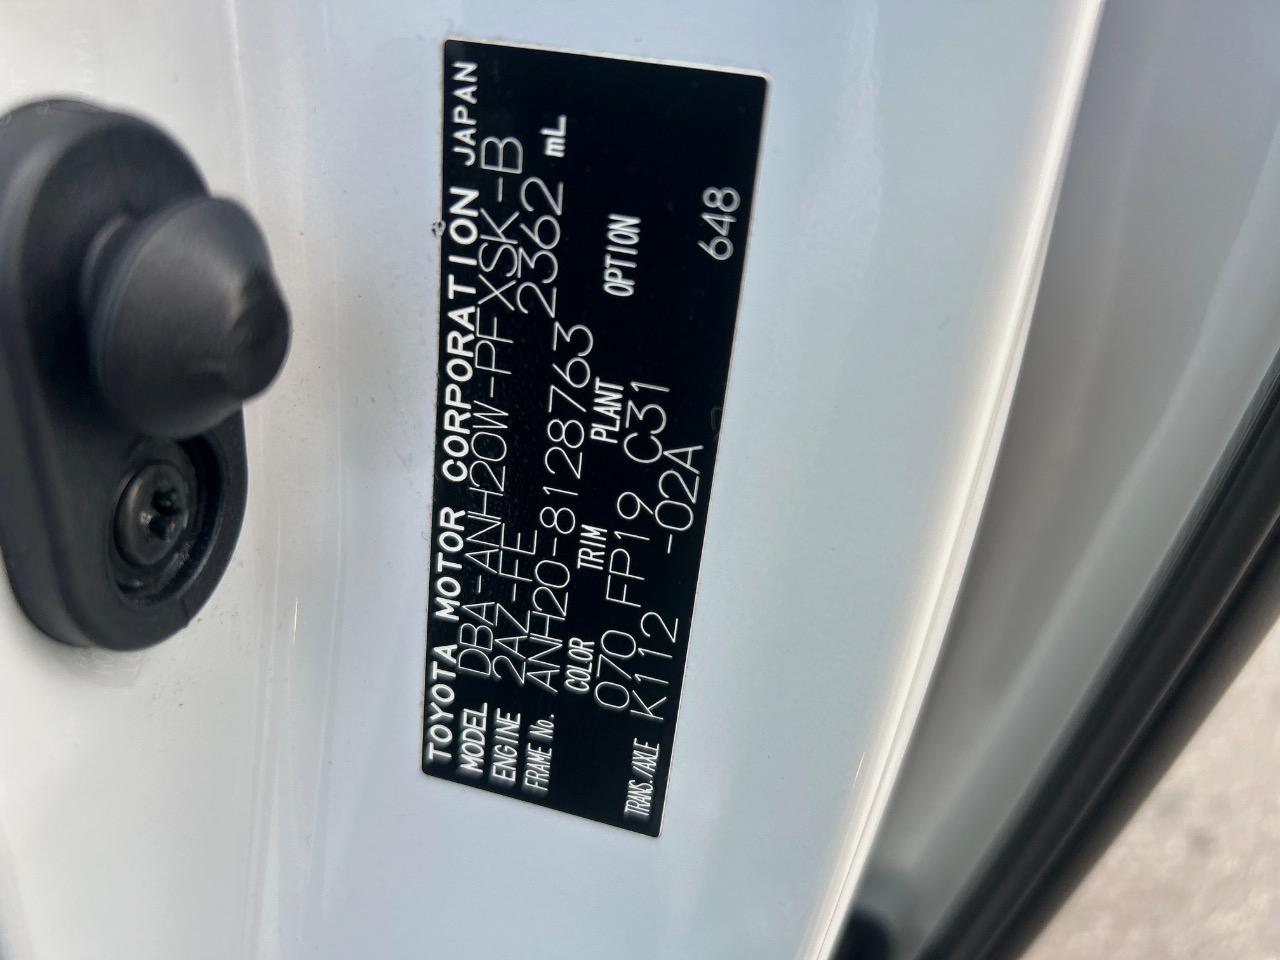 TOYOTA MOTOR CORPORATION JAPAN
MODEL DBA-ANH20W-PFXSK-B
ENGINE 2AZ-FE 2362 mL
FRAME No. ANH20-8128763
COLOR TRIM PLANT OPTION
070 FP19 C31
TRANS./AXLE K112 -02A 648